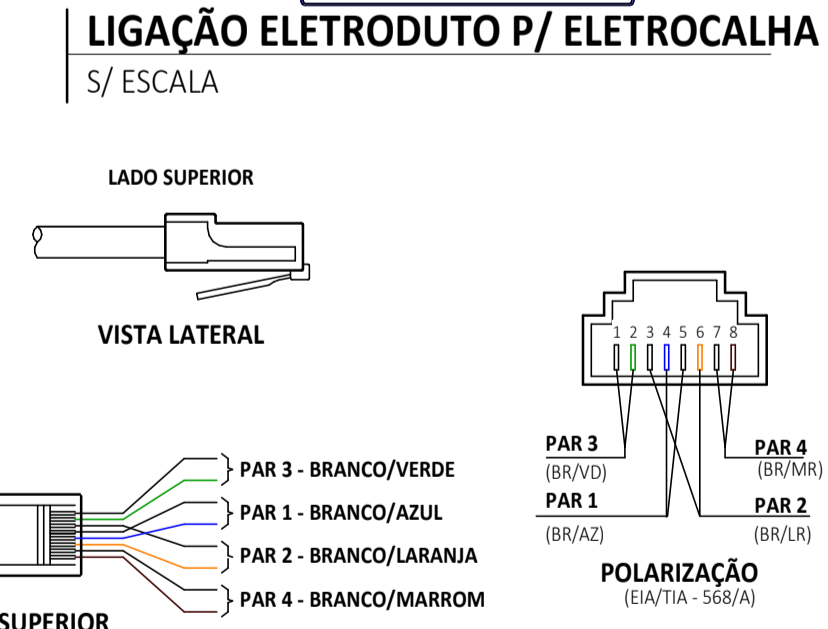 LIGAÇÃO ELETRODUTO P/ ELETROCALHA
S/ ESCALA
LADO SUPERIOR
VISTA LATERAL
1 2 3 4 5 6 7 8
PAR 3
(BR/VD)
PAR 4
(BR/MR)
PAR 1
(BR/AZ)
PAR 2
(BR/LR)
POLARIZAÇÃO
(EIA/TIA - 568/A)
PAR 3 - BRANCO/VERDE
PAR 1 - BRANCO/AZUL
PAR 2 - BRANCO/LARANJA
PAR 4 - BRANCO/MARROM
SUPERIOR